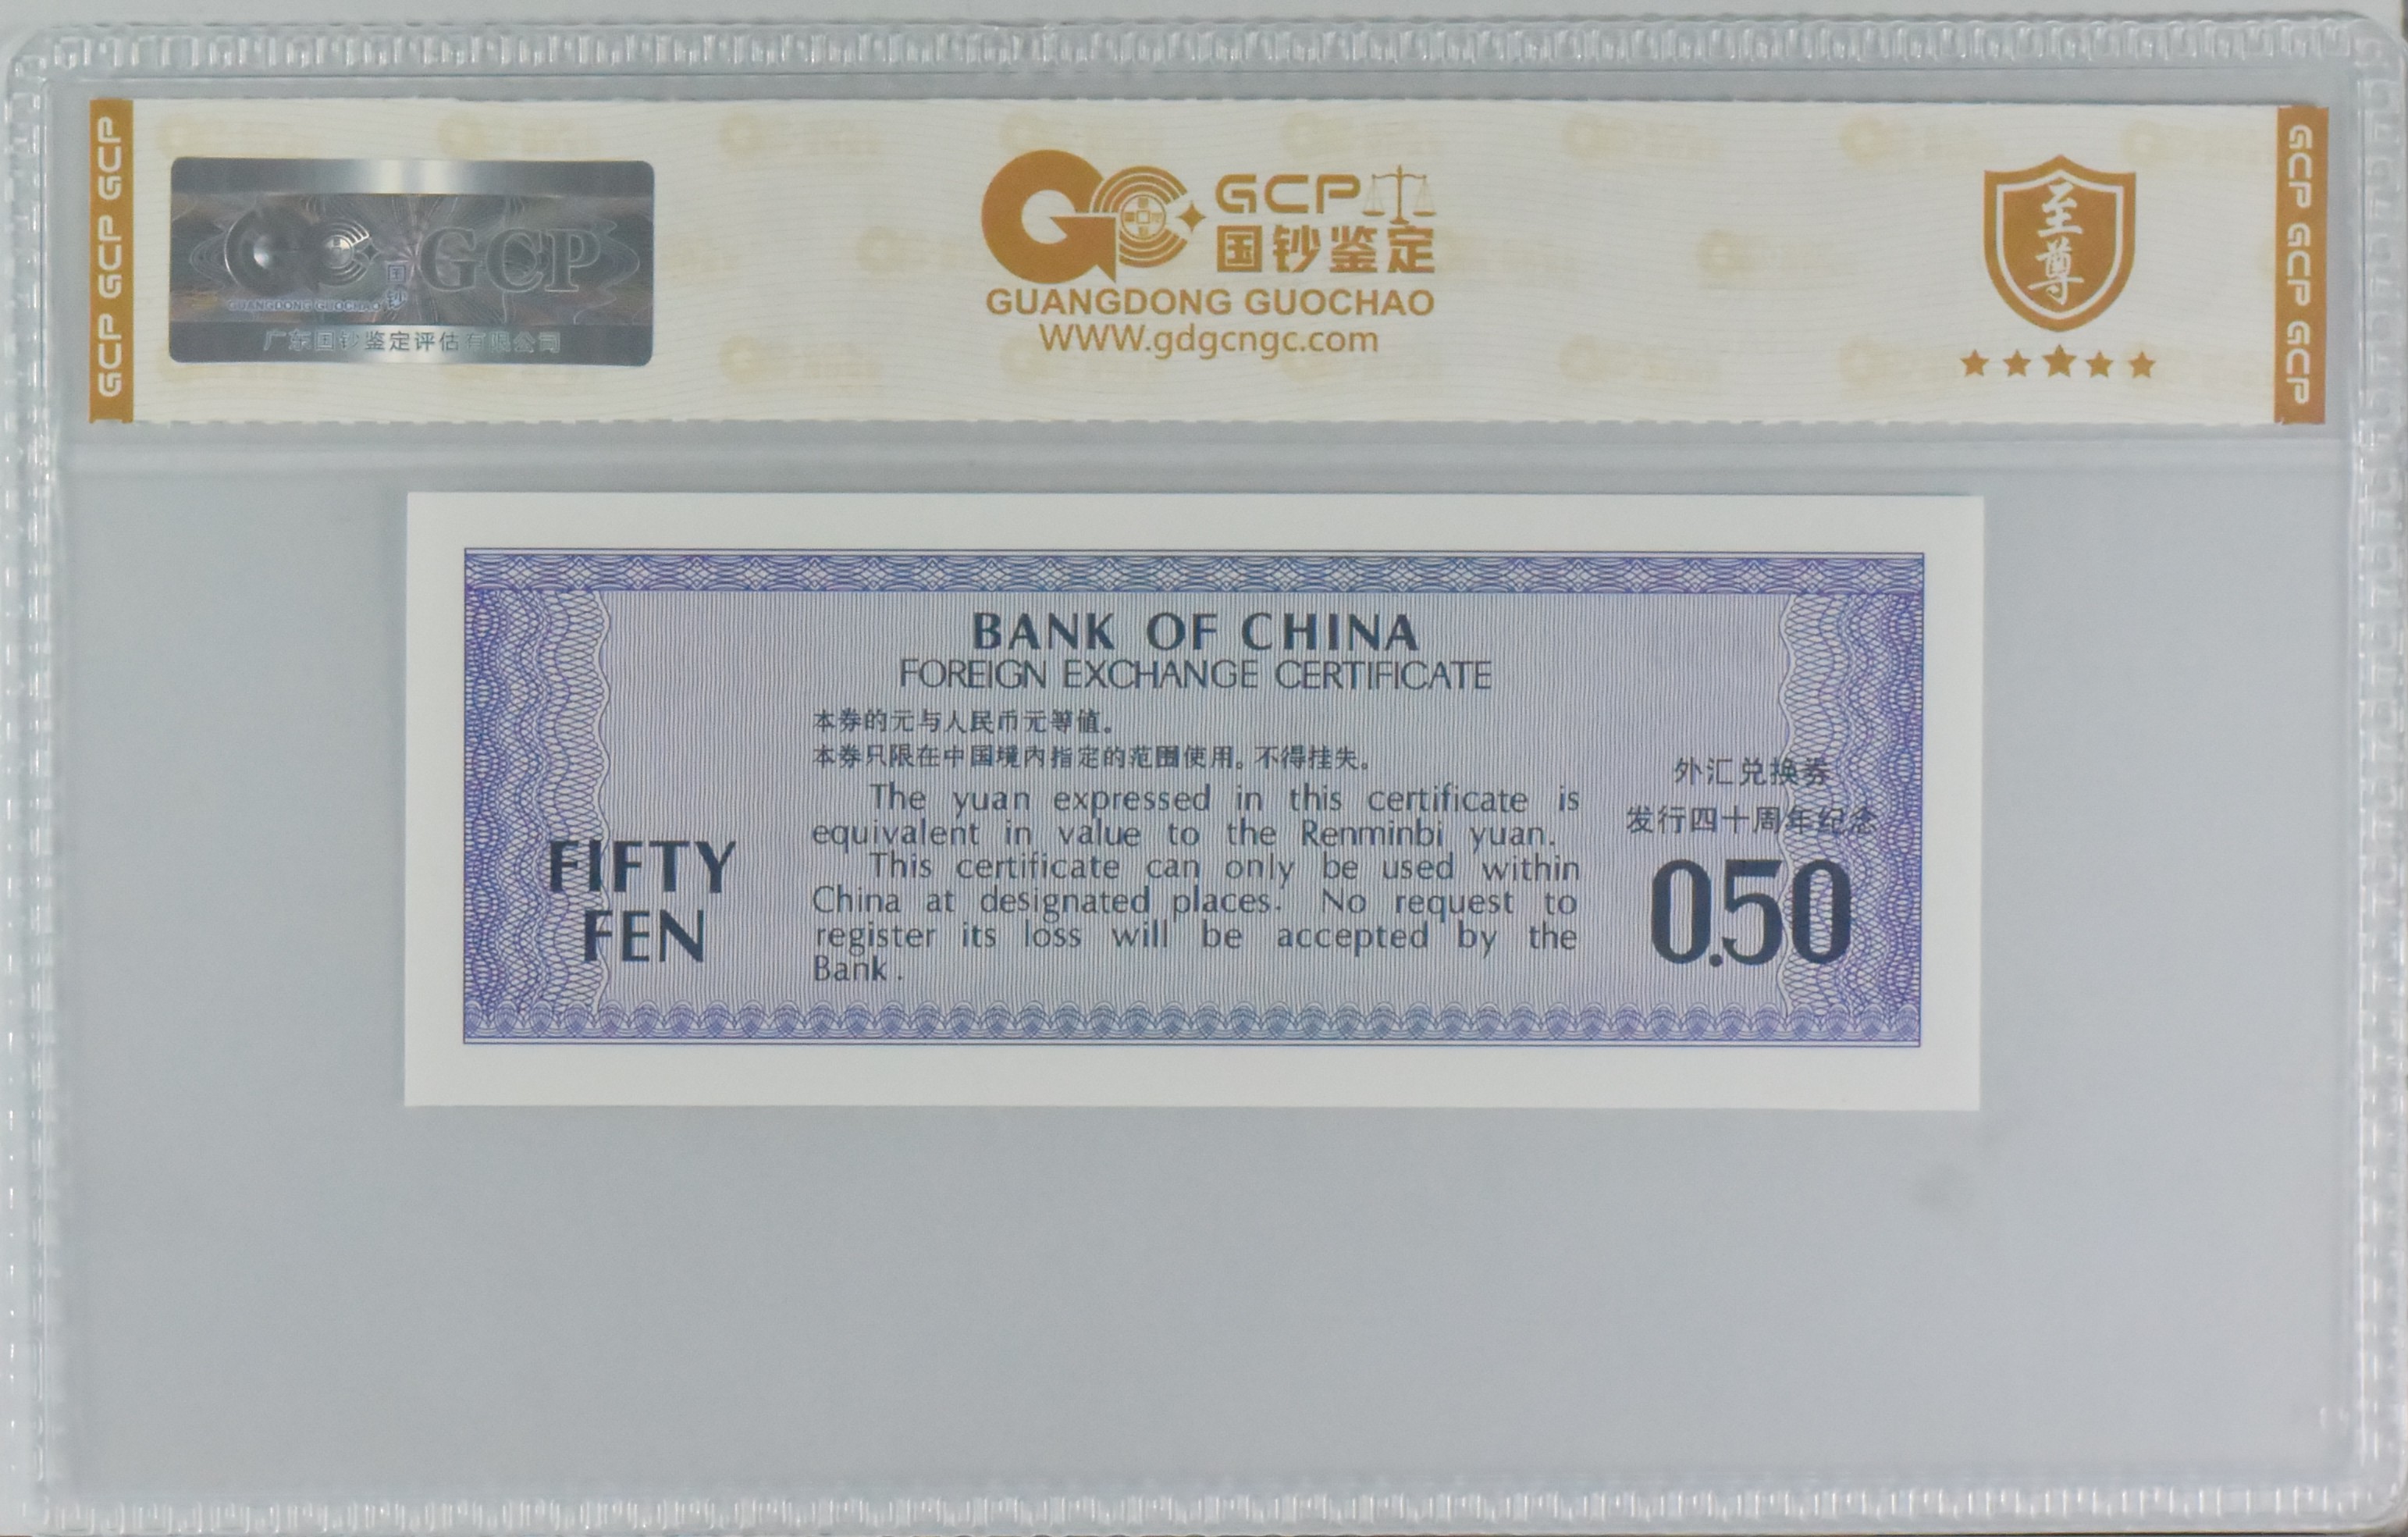 GCP GCP GCP
国钞
GCP
GUANGDONG GUOCHAO
广东国钞鉴定评估有限公司
GCP
国钞鉴定
GUANGDONG GUOCHAO
WWW.gdgcngc.com
至尊
GCP GCP GCP
BANK OF CHINA
FOREIGN EXCHANGE CERTIFICATE
本券的元与人民币元等值。
本券只限在中国境内指定的范围使用。不得挂失。
The yuan expressed in this certificate is
equivalent in value to the Renminbi yuan.
This certificate can only be used within
China at designated places. No request to
register its loss will be accepted by the
Bank.
FIFTY
FEN
外汇兑换券
发行四十周年纪念
0.50